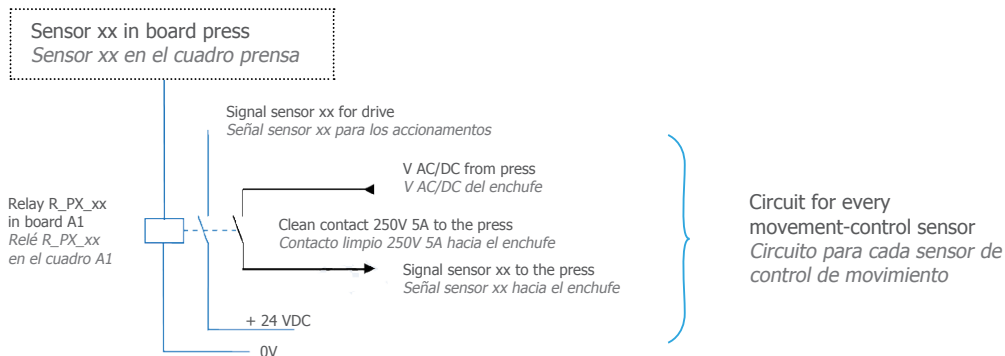 Sensor xx in board press
Sensor xx en el cuadro prensa
Signal sensor xx for drive
Señal sensor xx para los accionamentos
V AC/DC from press
V AC/DC del enchufe
Relay R_PX_xx
in board A1
Relé R_PX_xx
en el cuadro A1
Clean contact 250V 5A to the press
Contacto limpio 250V 5A hacia el enchufe
Signal sensor xx to the press
Señal sensor xx hacia el enchufe
+ 24 VDC
0V
Circuit for every
movement-control sensor
Circuito para cada sensor de
control de movimiento